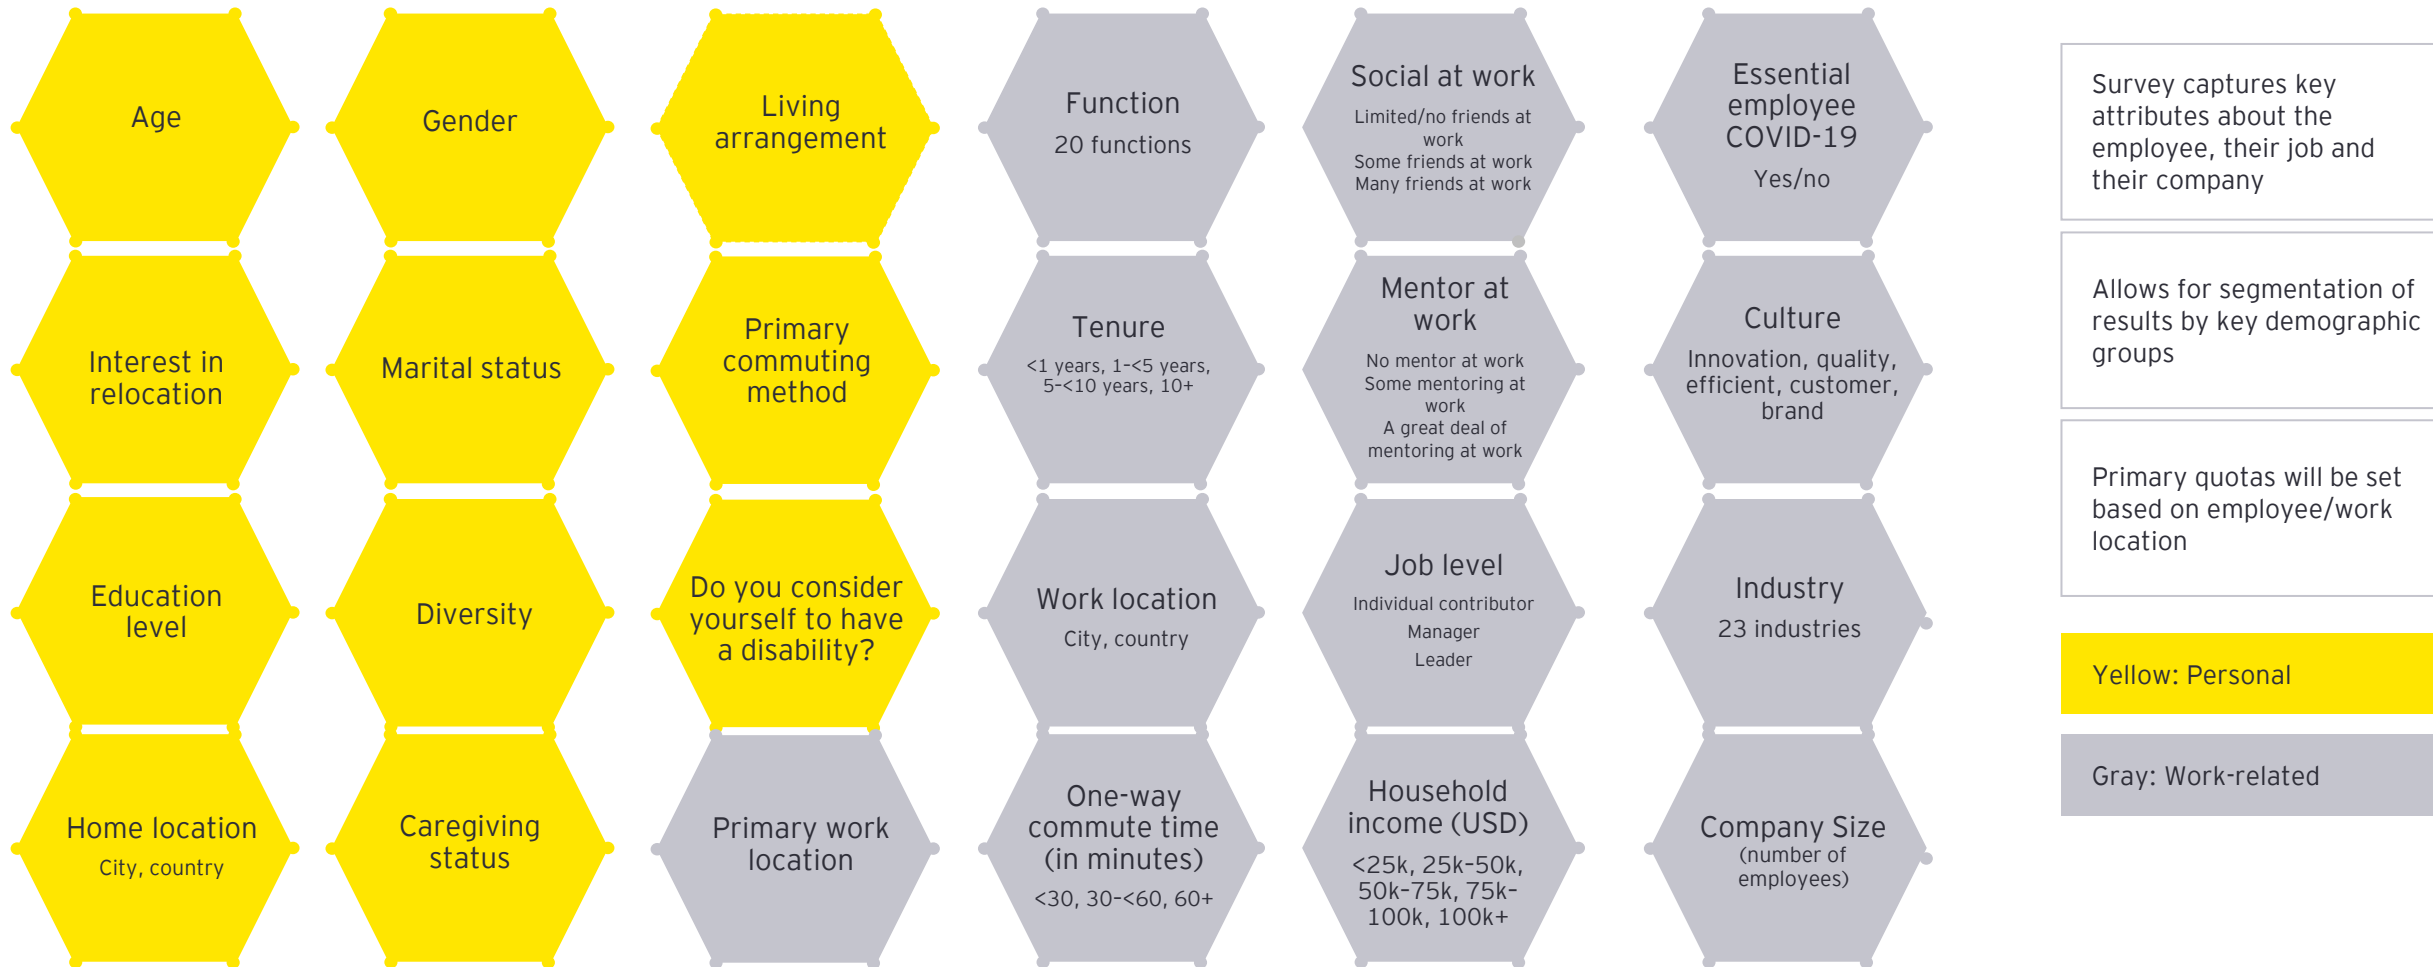 Age
Gender
Living
arrangement
Function
20 functions
Social at work
Limited/no friends at
work
Some friends at work
Many friends at work
Essential
employee
COVID-19
Yes/no
Interest in
relocation
Marital status
Primary
commuting
method
Tenure
<1 years, 1–<5 years,
5–<10 years, 10+
Mentor at
work
No mentor at work
Some mentoring at
work
A great deal of
mentoring at work
Culture
Innovation, quality,
efficient, customer,
brand
Education
level
Diversity
Do you consider
yourself to have
a disability?
Work location
City, country
Job level
Individual contributor
Manager
Leader
Industry
23 industries
Home location
City, country
Caregiving
status
Primary work
location
One-way
commute time
(in minutes)
<30, 30–<60, 60+
Household
income (USD)
<25k, 25k–50k,
50k–75k, 75k–
100k, 100k+
Company Size
(number of
employees)
Survey captures key
attributes about the
employee, their job and
their company
Allows for segmentation of
results by key demographic
groups
Primary quotas will be set
based on employee/work
location
Yellow: Personal
Gray: Work-related